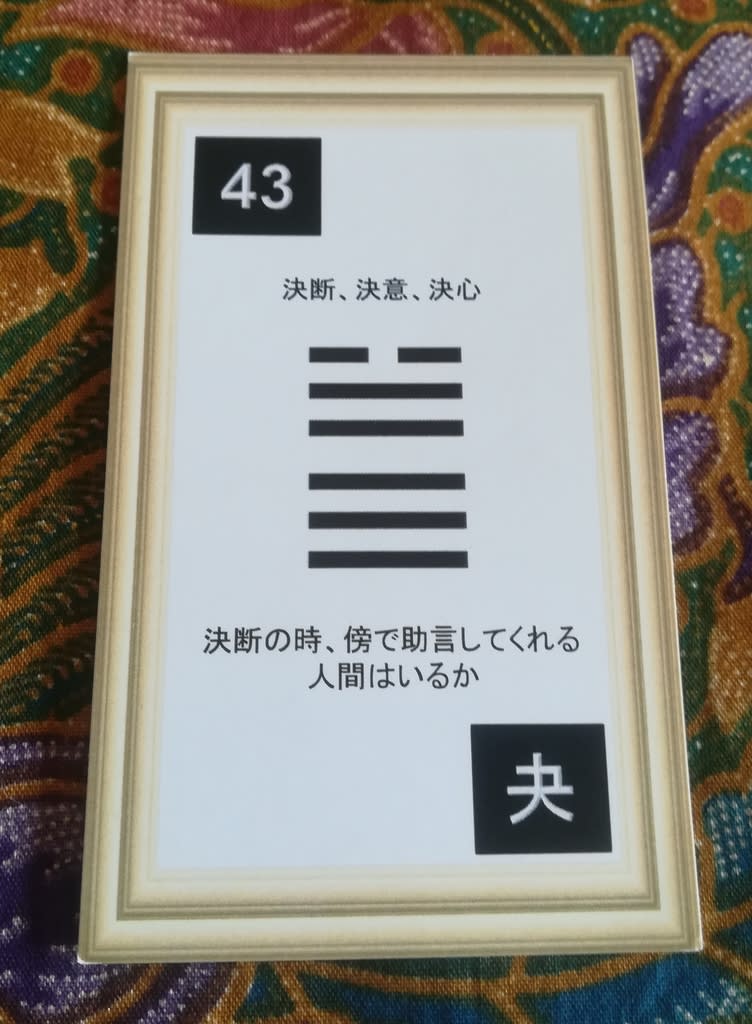 43
決断、決意、決心
決断の時、傍で助言してくれる
人間はいるか
夬